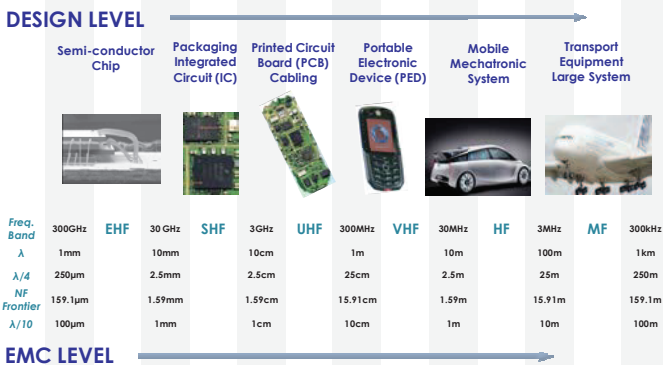 DESIGN LEVEL
Semi-conductor
Chip
Packaging
Integrated
Circuit (IC)
Printed Circuit
Board (PCB)
Cabling
Portable
Electronic
Device (PED)
Mobile
Mechatronic
System
Transport
Equipment
Large System
Freq.
Band
300GHz EHF 30 GHz SHF 3GHz UHF 300MHz VHF 30MHz HF 3MHz MF 300kHz
λ 1mm 10mm 10cm 1m 10m 100m 1km
λ/4 250µm 2.5mm 2.5cm 25cm 2.5m 25m 250m
NF
Frontier
159.1µm 1.59mm 1.59cm 15.91cm 1.59m 15.91m 159.1m
λ/10 100µm 1mm 1cm 10cm 1m 10m 100m
EMC LEVEL